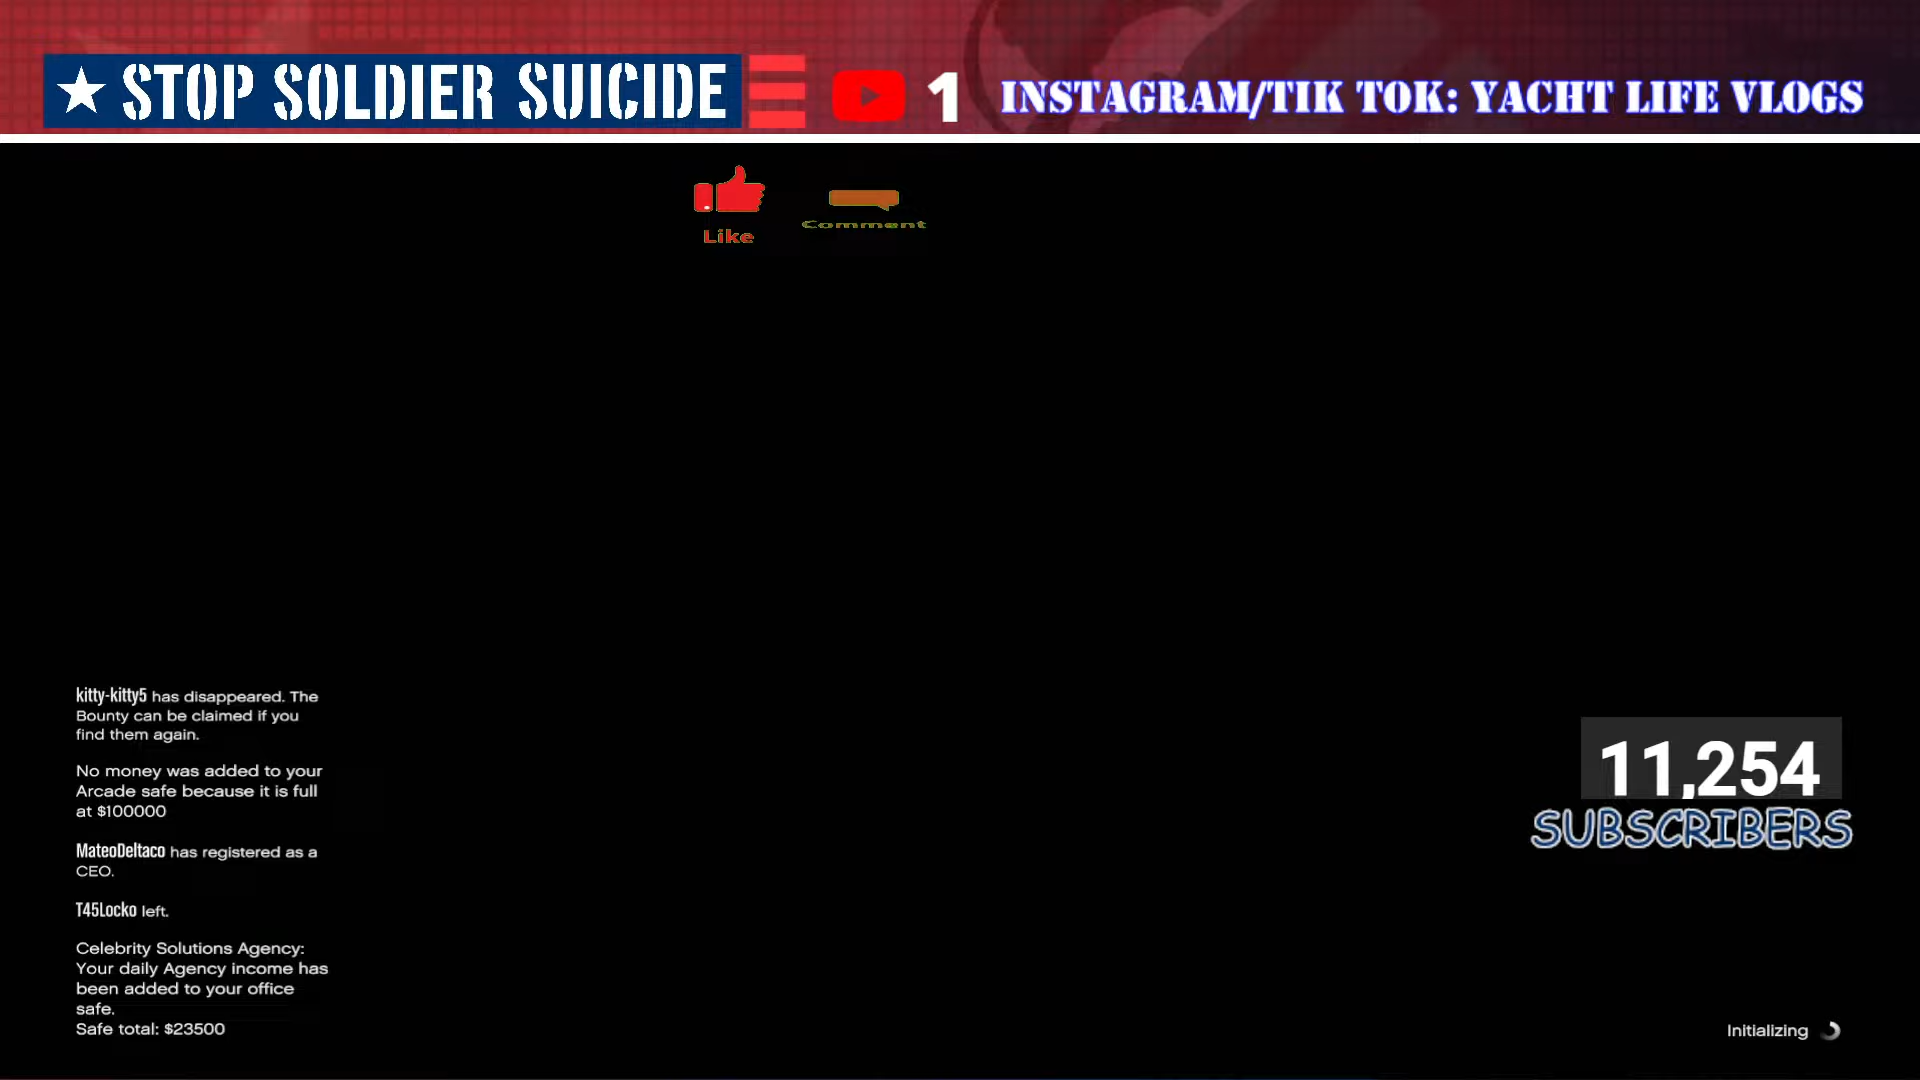 STOP SOLDIER SUICIDE
1
INSTAGRAM/TIK TOK: YACHT LIFE VLOGS
Like
Comment
kitty-kitty5 has disappeared. The
Bounty can be claimed if you
find them again.
No money was added to your
Arcade safe because it is full
at $100000
MateoDeltaco has registered as a
CEO.
T45Locko left.
Celebrity Solutions Agency:
Your daily Agency income has
been added to your office
safe.
Safe total: $23500
11,254
SUBSCRIBERS
Initializing